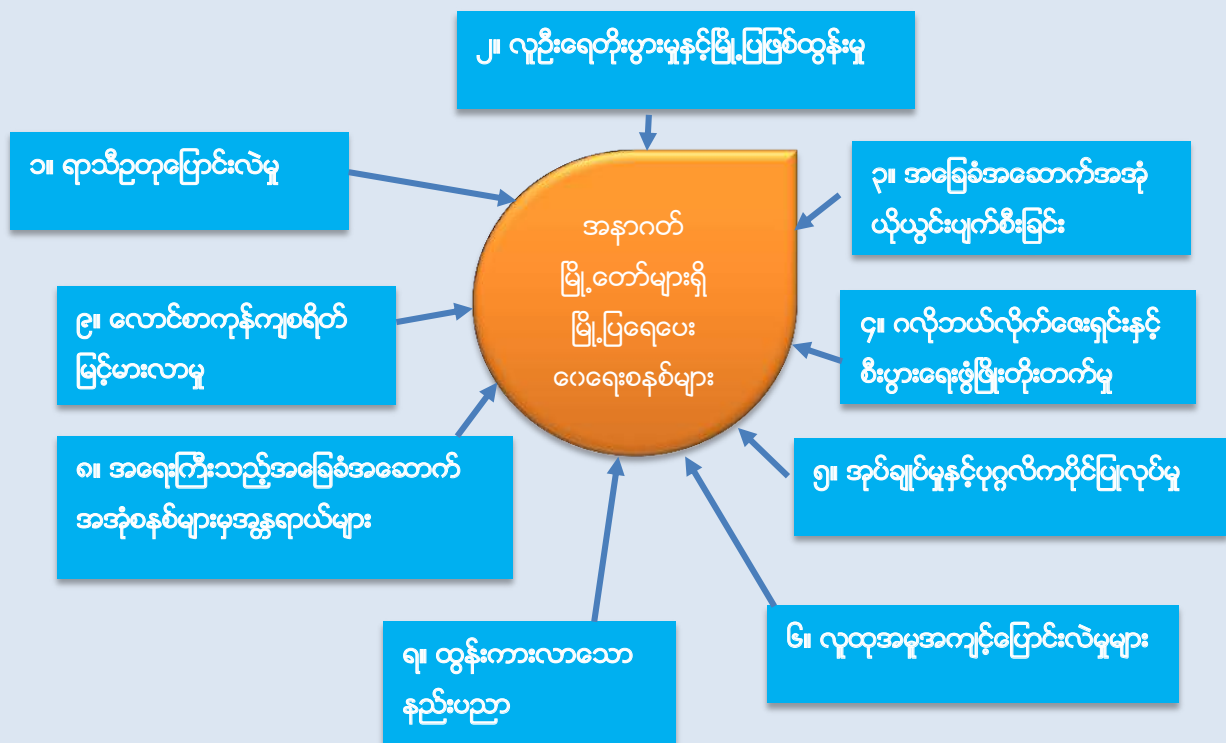 ၂။ လူဦးရေတိုးပွားမှုနှင့်မြို့ပြဖြစ်ထွန်းမှု
၁။ ရာသီဥတုပြောင်းလဲမှု
၃။ အခြေခံအဆောက်အအုံ
ယိုယွင်းပျက်စီးခြင်း
အနာဂတ်
မြို့တော်များရှိ
မြို့ပြရေပေး
ဝေရေးစနစ်များ
၉။ လောင်စာကုန်ကျစရိတ်
မြင့်မားလာမှု
၄။ ဂလိုဘယ်လိုက်ဇေးရှင်းနှင့်
စီးပွားရေးဖွံ့ဖြိုးတိုးတက်မှု
၈။ အရေးကြီးသည့်အခြေခံအဆောက်
အအုံစနစ်များမှအန္တရာယ်များ
၅။ အုပ်ချုပ်မှုနှင့်ပုဂ္ဂလိကပိုင်ပြုလုပ်မှု
၆။ လူထုအမူအကျင့်ပြောင်းလဲမှုများ
၇။ ထွန်းကားလာသော
နည်းပညာ